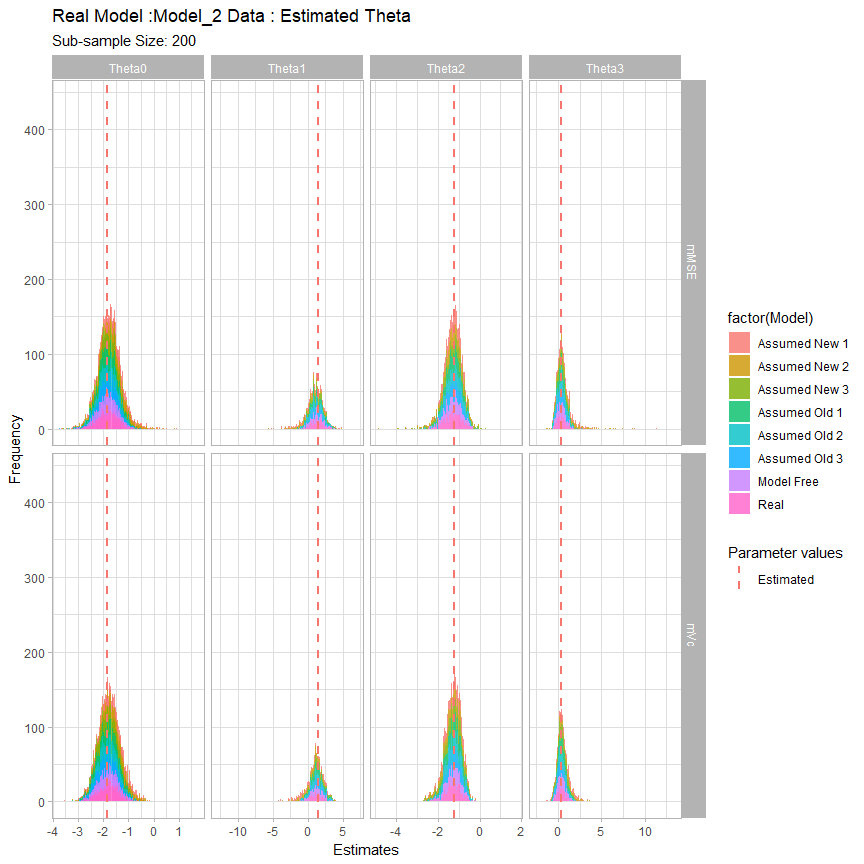 Real Model :Model_2 Data : Estimated Theta
Sub-sample Size: 200
Theta0 Theta1 Theta2 Theta3
400
300
200
100
0
mMSE
400
300
200
100
0
mVc
-4 -3 -2 -1 0 1
-10 -5 0 5
-4 -2 0 2
0 5 10
Estimates
Frequency
factor(Model)
Assumed New 1
Assumed New 2
Assumed New 3
Assumed Old 1
Assumed Old 2
Assumed Old 3
Model Free
Real
Parameter values
Estimated